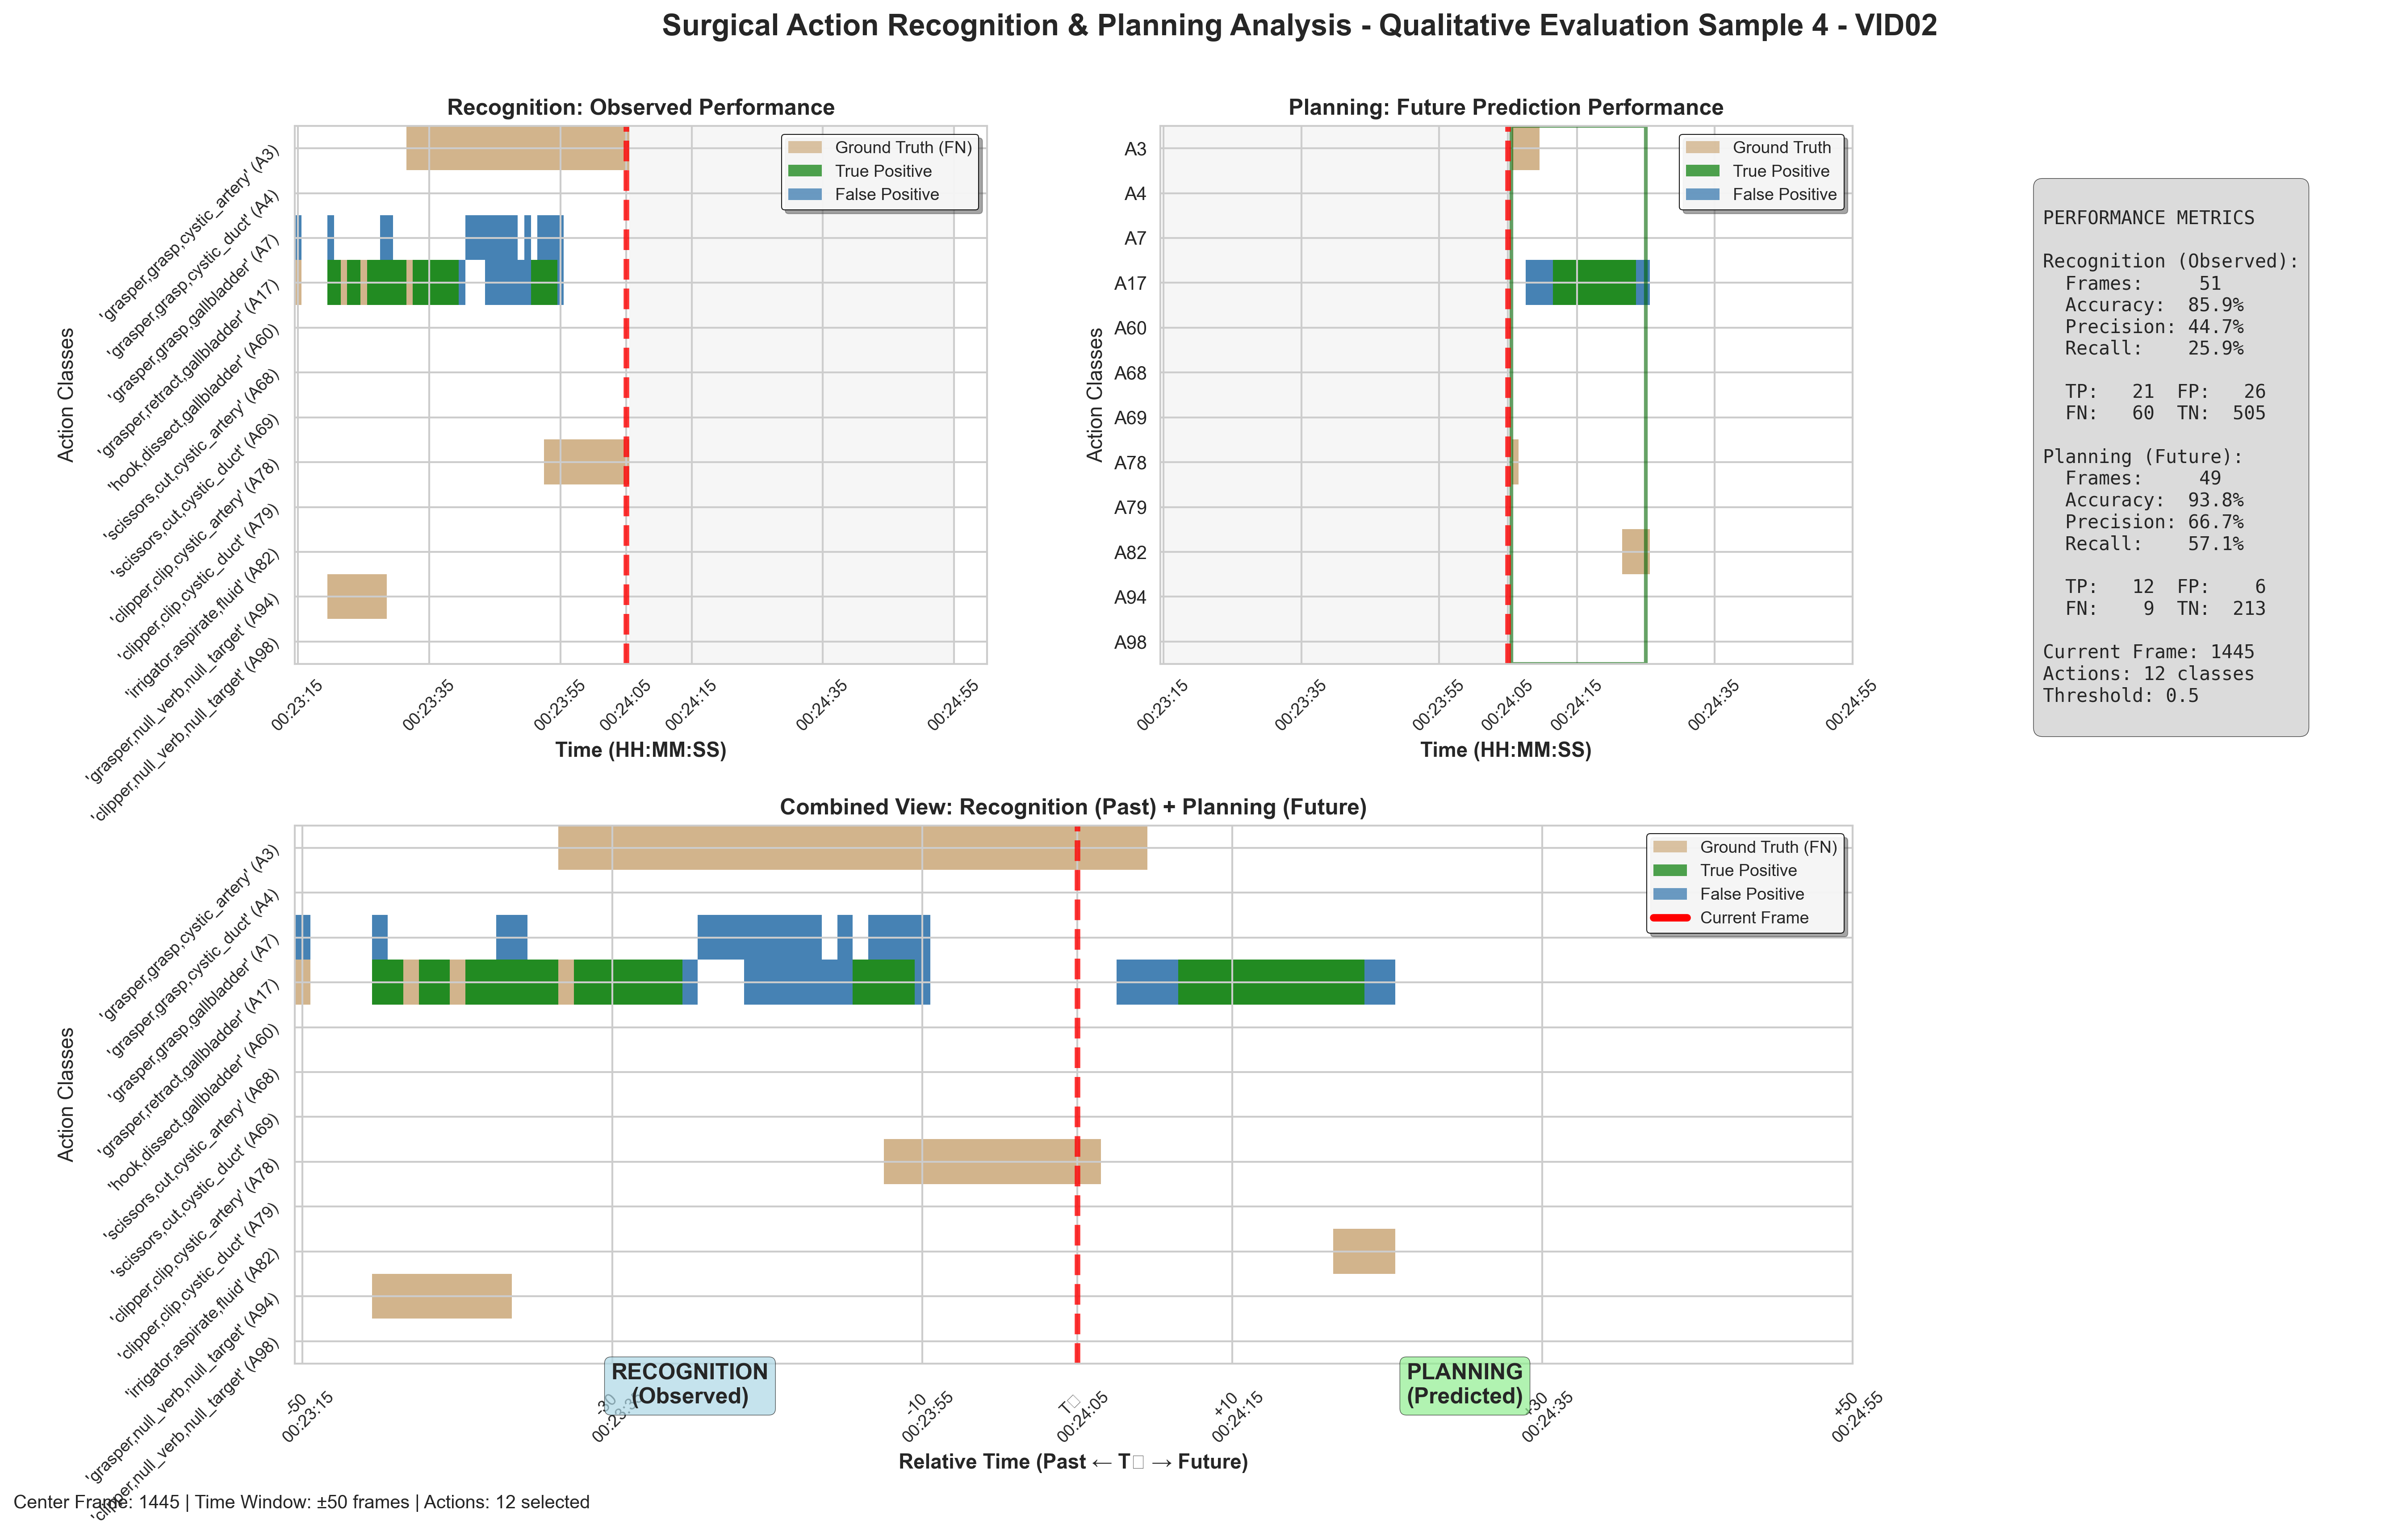 Surgical Action Recognition & Planning Analysis - Qualitative Evaluation Sample 4 - VID02
Recognition: Observed Performance
Action Classes
'grasper,grasp,cystic_artery' (A3)
'grasper,grasp,cystic_duct' (A4)
'grasper,grasp,gallbladder' (A7)
'grasper,retract,gallbladder' (A17)
'hook,dissect,gallbladder' (A60)
'scissors,cut,cystic_artery' (A68)
'scissors,cut,cystic_duct' (A69)
'clipper,clip,cystic_artery' (A78)
'clipper,clip,cystic_duct' (A79)
'irrigator,aspirate,fluid' (A82)
'grasper,null_verb,null_target' (A94)
'clipper,null_verb,null_target' (A98)
Ground Truth (FN)
True Positive
False Positive
00:23:15
00:23:35
00:23:55
00:24:05
00:24:15
00:24:35
00:24:55
Time (HH:MM:SS)
Planning: Future Prediction Performance
Action Classes
A3
A4
A7
A17
A60
A68
A69
A78
A79
A82
A94
A98
Ground Truth
True Positive
False Positive
00:23:15
00:23:35
00:23:55
00:24:05
00:24:15
00:24:35
00:24:55
Time (HH:MM:SS)
PERFORMANCE METRICS
Recognition (Observed):
Frames: 51
Accuracy: 85.9%
Precision: 44.7%
Recall: 25.9%
TP: 21 FP: 26
FN: 60 TN: 505
Planning (Future):
Frames: 49
Accuracy: 93.8%
Precision: 66.7%
Recall: 57.1%
TP: 12 FP: 6
FN: 9 TN: 213
Current Frame: 1445
Actions: 12 classes
Threshold: 0.5
Combined View: Recognition (Past) + Planning (Future)
Action Classes
'grasper,grasp,cystic_artery' (A3)
'grasper,grasp,cystic_duct' (A4)
'grasper,grasp,gallbladder' (A7)
'grasper,retract,gallbladder' (A17)
'hook,dissect,gallbladder' (A60)
'scissors,cut,cystic_artery' (A68)
'scissors,cut,cystic_duct' (A69)
'clipper,clip,cystic_artery' (A78)
'clipper,clip,cystic_duct' (A79)
'irrigator,aspirate,fluid' (A82)
'grasper,null_verb,null_target' (A94)
'clipper,null_verb,null_target' (A98)
Ground Truth (FN)
True Positive
False Positive
Current Frame
RECOGNITION
(Observed)
PLANNING
(Predicted)
-50
00:23:15
-30
00:23:35
-10
00:23:55
T□
00:24:05
+10
00:24:15
+30
00:24:35
+50
00:24:55
Relative Time (Past ← T□ → Future)
Center Frame: 1445 | Time Window: ±50 frames | Actions: 12 selected